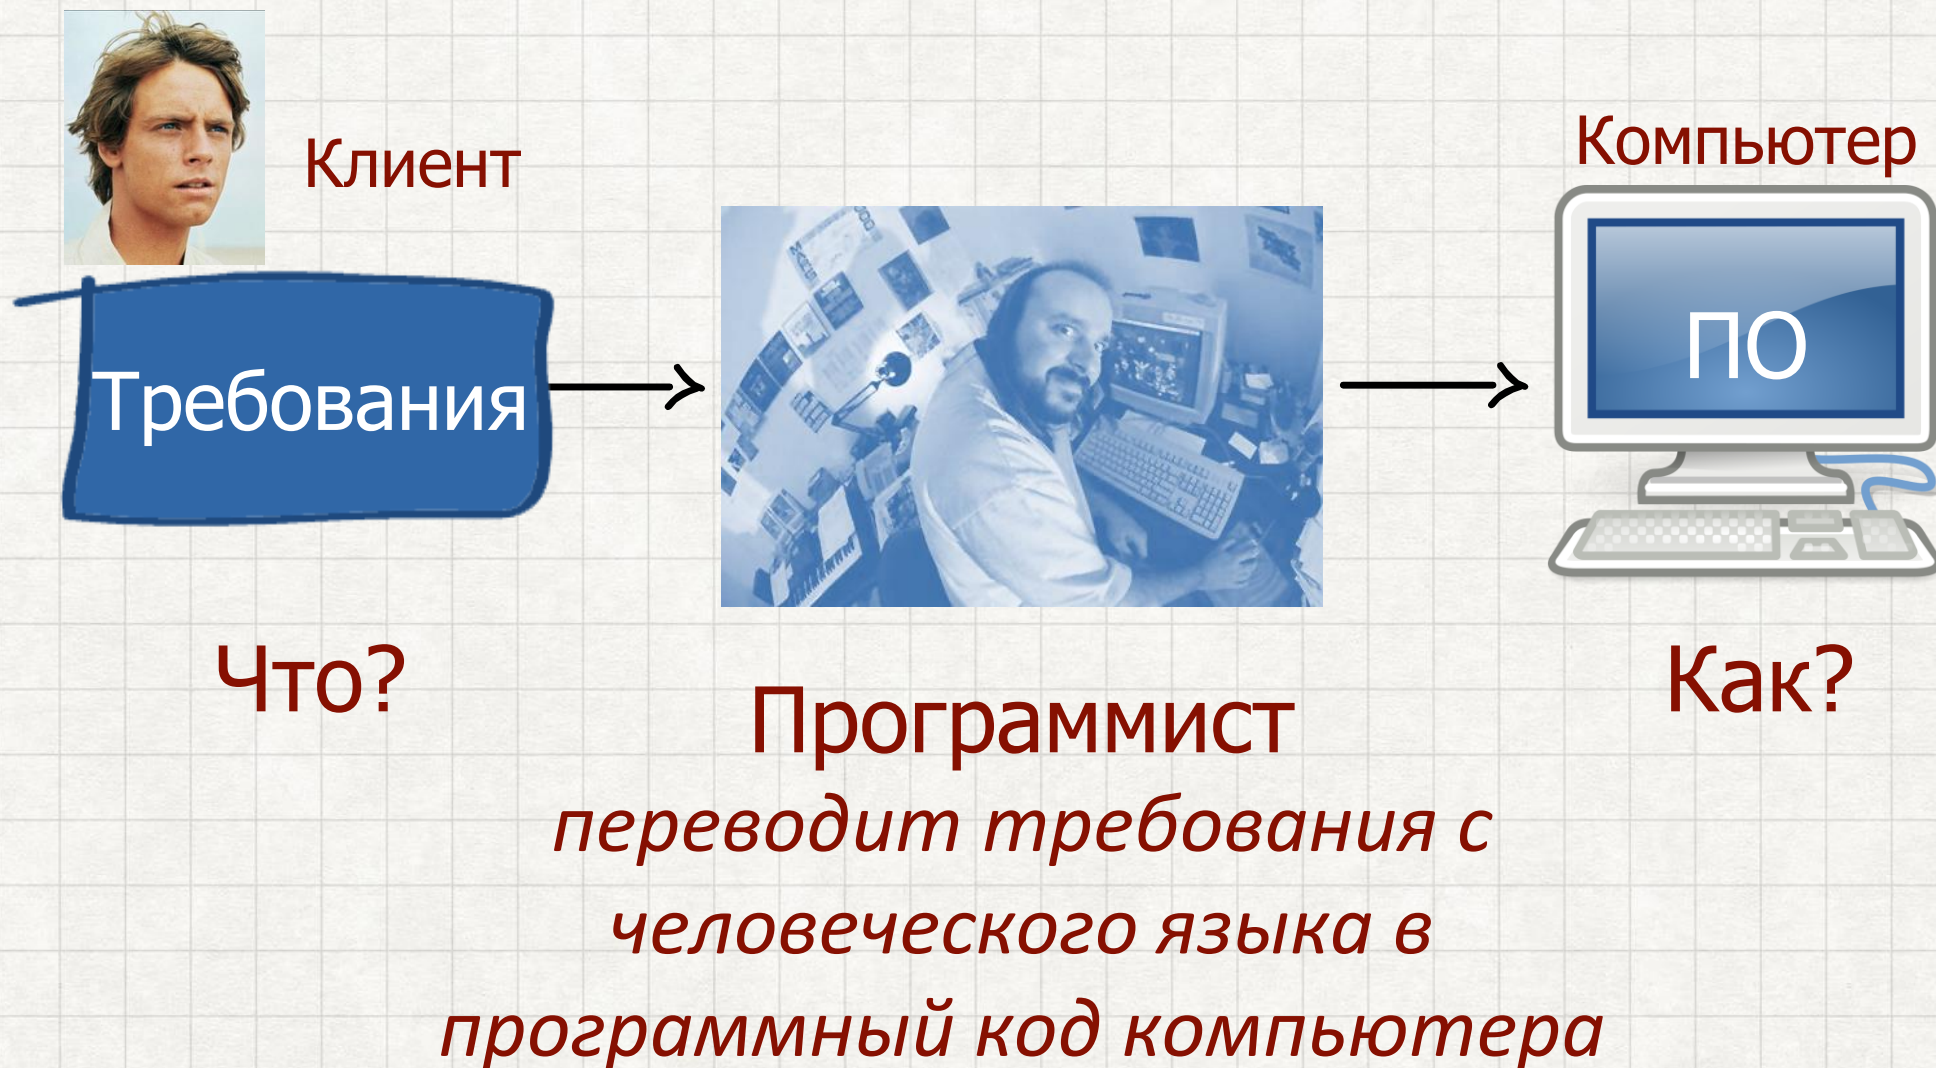 Клиент
Компьютер
Требования
ПО
Что?
Как?
Программист
переводит требования с
человеческого языка в
программный код компьютера